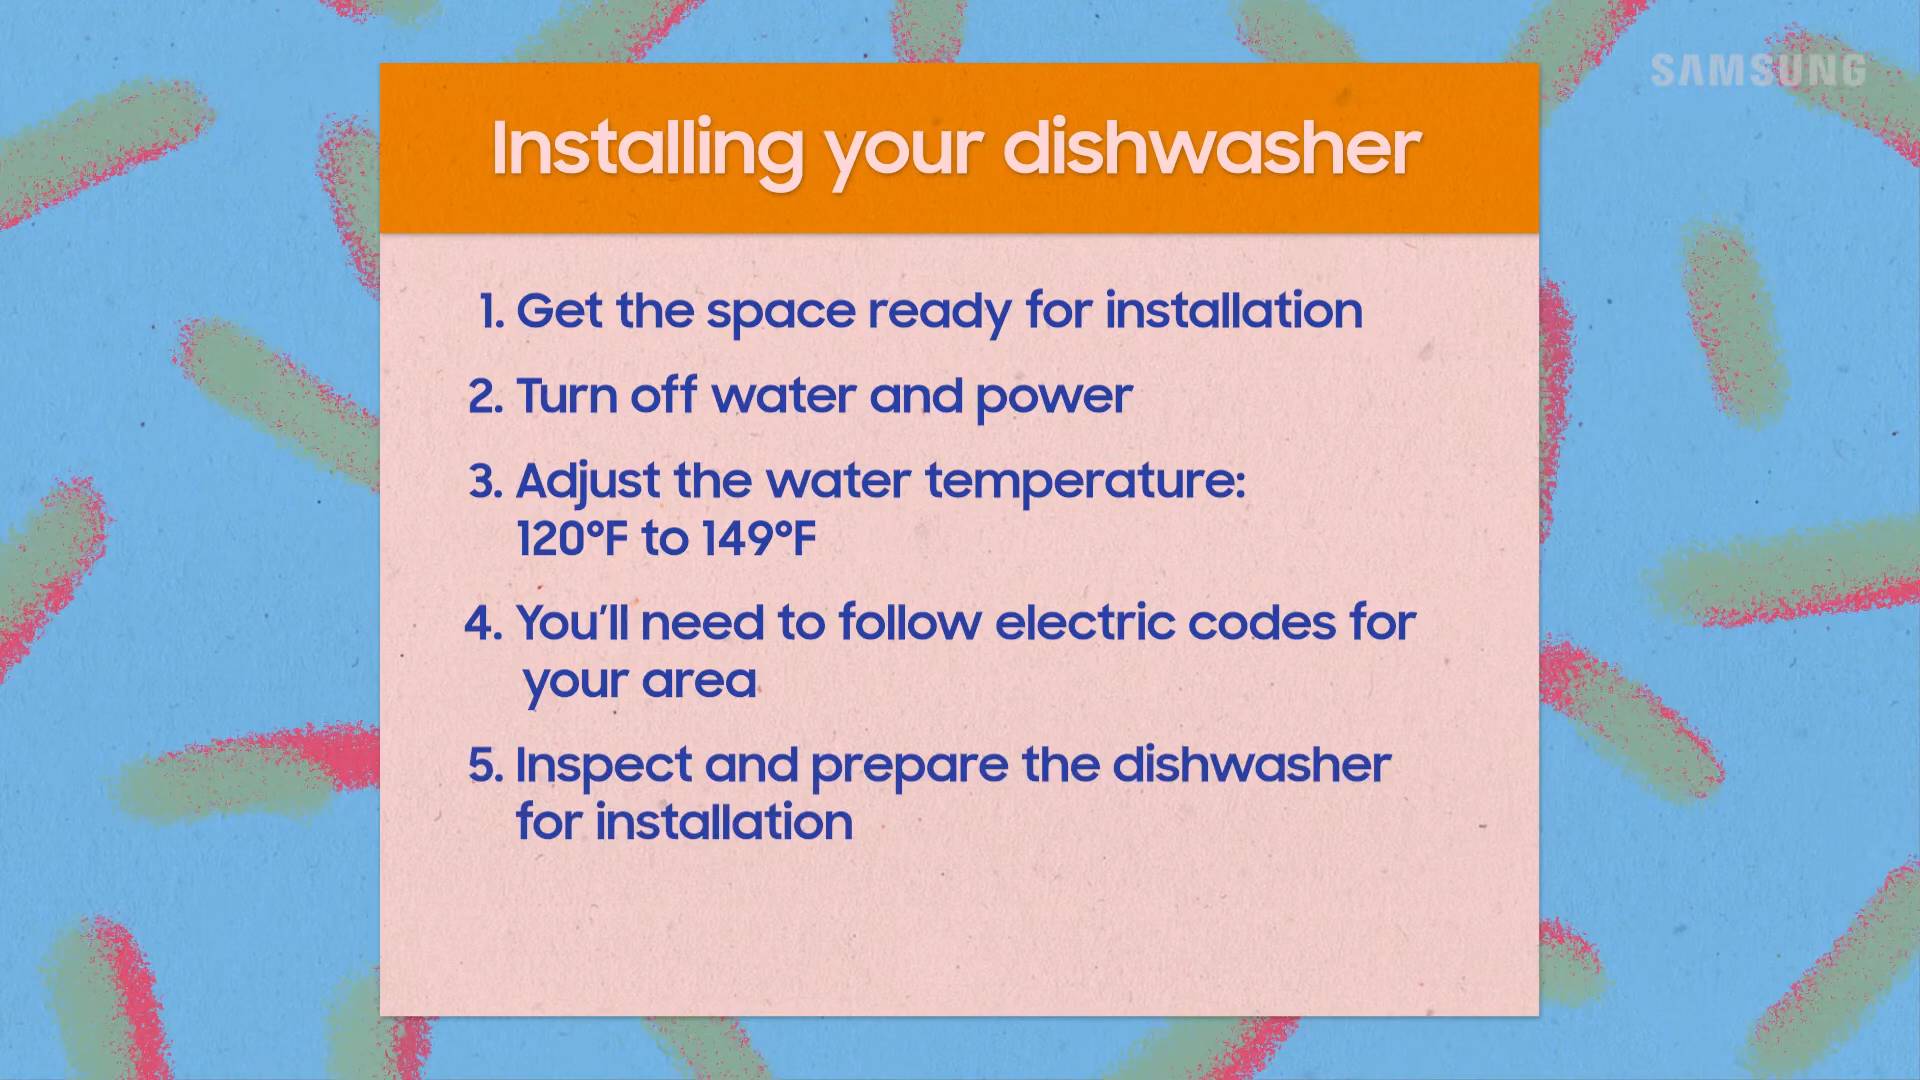 SAMSUNG
Installing your dishwasher
1. Get the space ready for installation
2. Turn off water and power
3. Adjust the water temperature:
120°F to 149°F
4. You’ll need to follow electric codes for
your area
5. Inspect and prepare the dishwasher
for installation